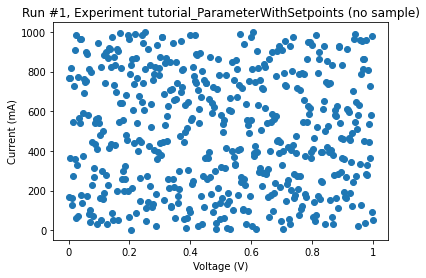 Run #1, Experiment tutorial_ParameterWithSetpoints (no sample)
1000
800
600
400
200
0
Current (mA)
0 0.2 0.4 0.6 0.8 1
Voltage (V)